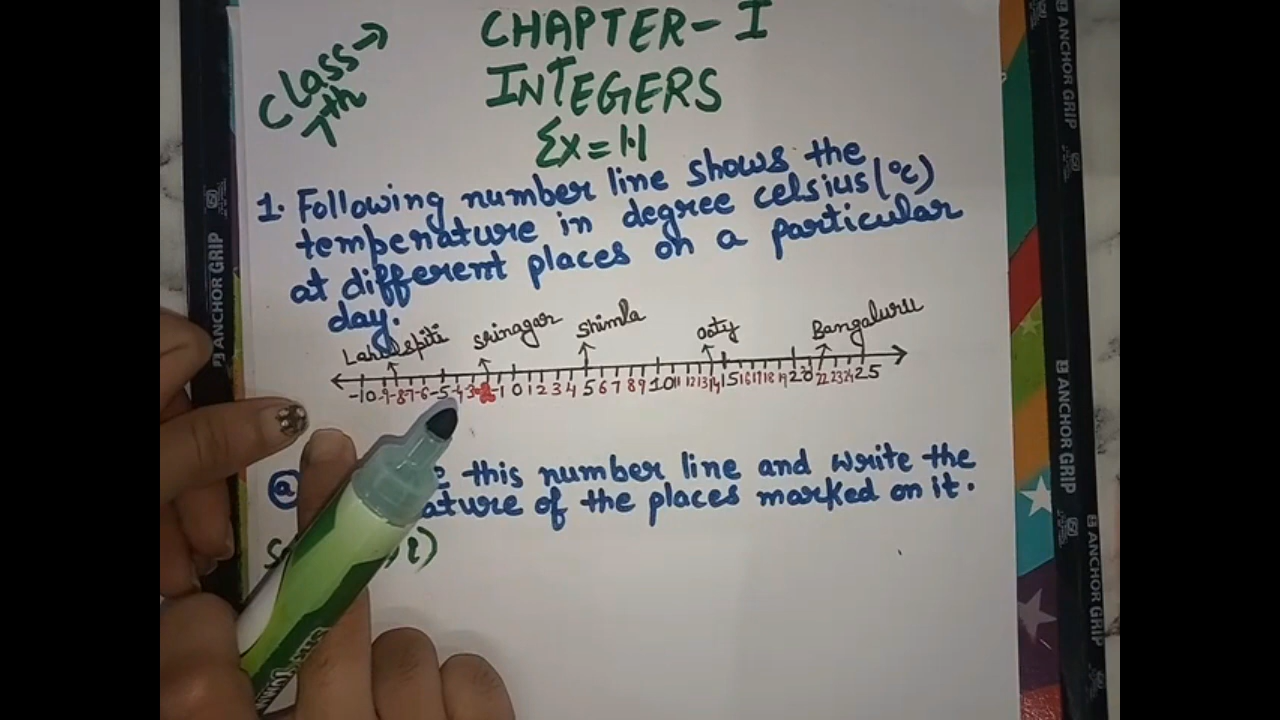 Class →
7th
CHAPTER-I
INTEGERS
Ex=1.1
1. Following number line shows the
temperature in degree celsius (°c)
at different places on a particular
day.
Lahulspiti srinagar Shimla Ooty Bangaluru
-10 -9 -8 -7 -6 -5 -4 -3 -1 0 1 2 3 4 5 6 7 8 9 10 11 12 13 14 15 16 17 18 19 20 22 23 24 25
(a) this number line and write the
of the places marked on it.
ANCHOR GRIP
ANCHOR GRIP
ANCHOR GRIP
ANCHOR GRIP
ANCHOR GRIP